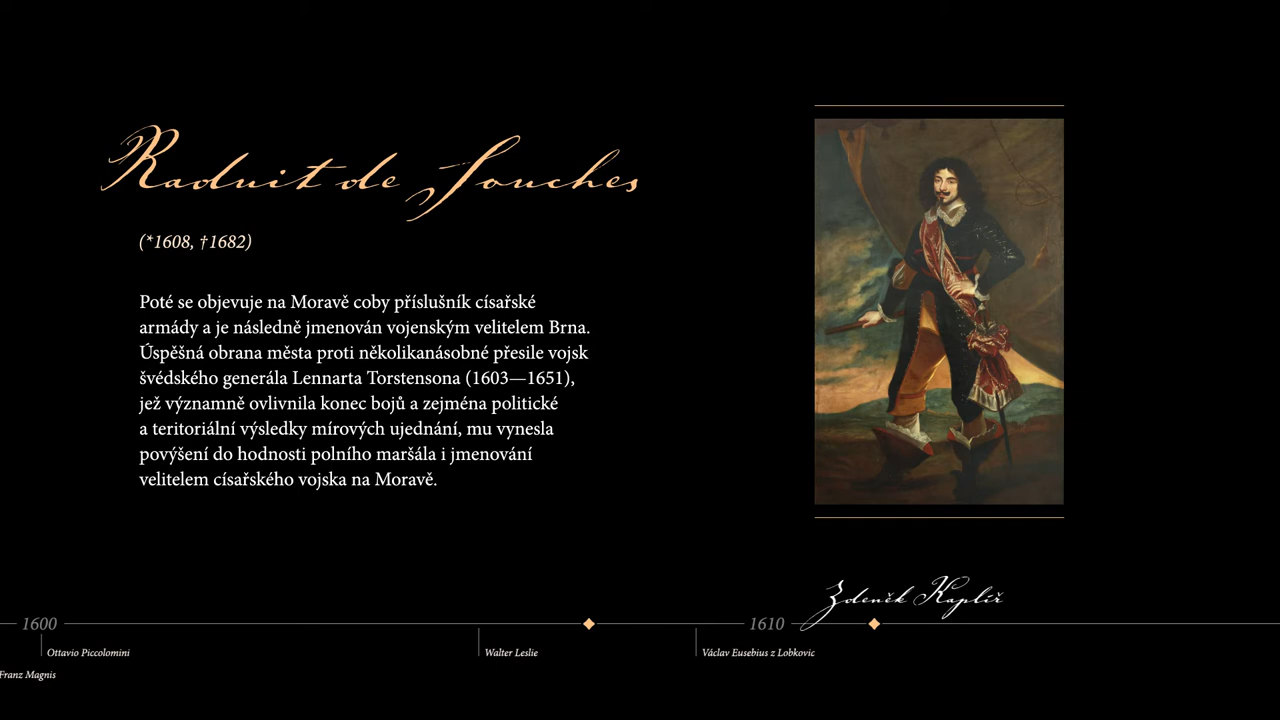 Raduit de Souches
(*1608, †1682)
Poté se objevuje na Moravě coby příslušník císařské
armády a je následně jmenován vojenským velitelem Brna.
Úspěšná obrana města proti několikanásobné přesile vojsk
švédského generála Lennarta Torstensona (1603—1651),
jež významně ovlivnila konec bojů a zejména politické
a teritoriální výsledky mírových ujednání, mu vynesla
povýšení do hodnosti polního maršála i jmenování
velitelem císařského vojska na Moravě.
Zdeněk Kaplíř
1600
1610
Ottavio Piccolomini
Walter Leslie
Václav Eusebius z Lobkovic
Franz Magnis